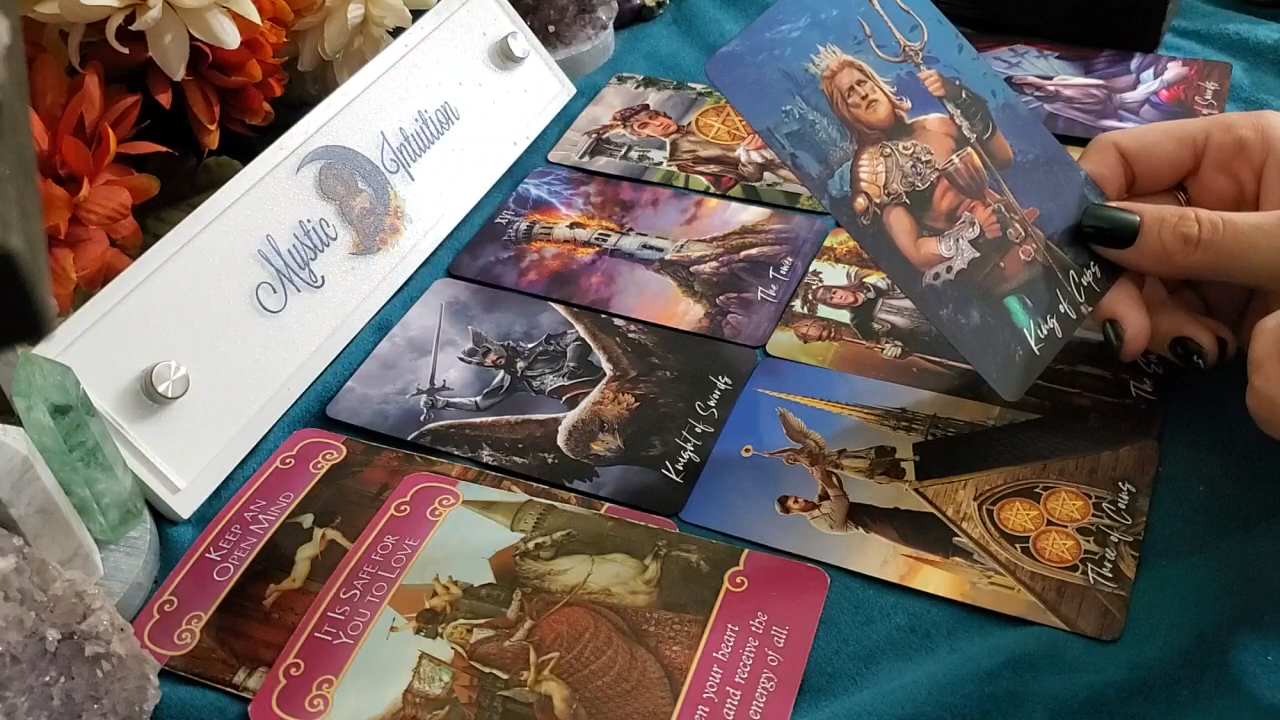 Mystic Intuition
King of Cups
The Tower
Knight of Swords
Three of Coins
KEEP AN
OPEN MIND
IT IS SAFE FOR
YOU TO LOVE
en your heart
and receive the
energy of all.